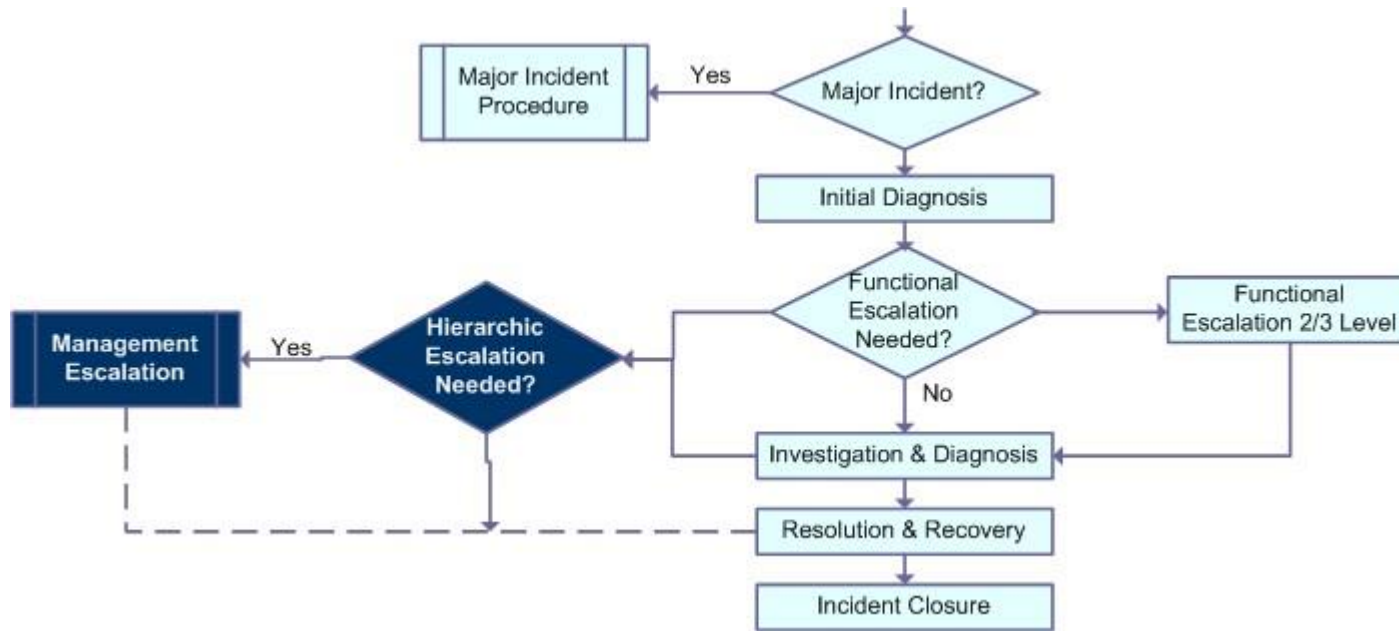 Major Incident
Procedure
Yes
Major Incident?
Initial Diagnosis
Functional
Escalation
Needed?
Functional
Escalation 2/3 Level
Hierarchic
Escalation
Needed?
Yes
Management
Escalation
No
Investigation & Diagnosis
Resolution & Recovery
Incident Closure